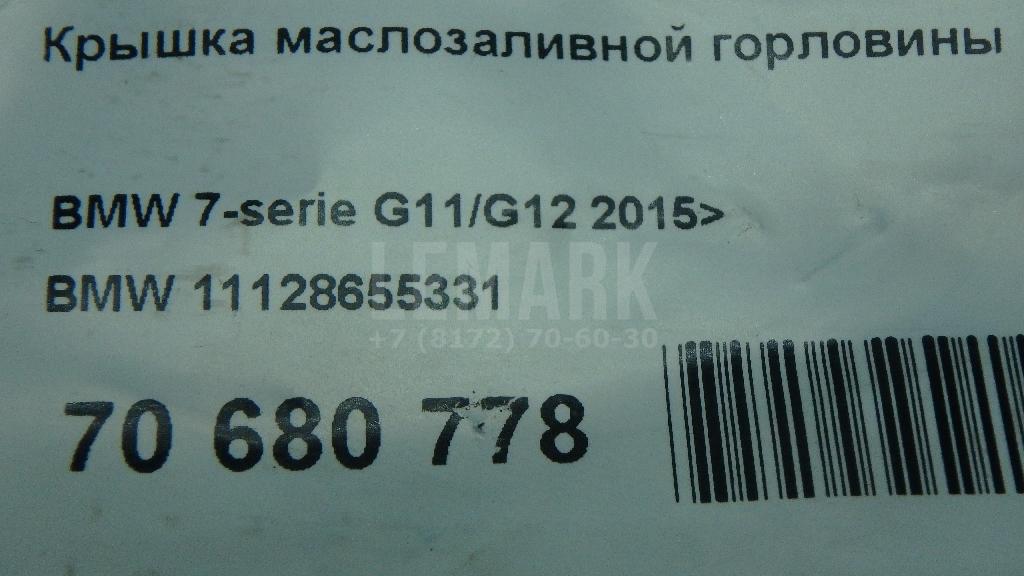 Крышка маслозаливной горловины
BMW 7-serie G11/G12 2015>
LEMARK
BMW 11128655331
+7 (8172) 70-60-30
70 680 778